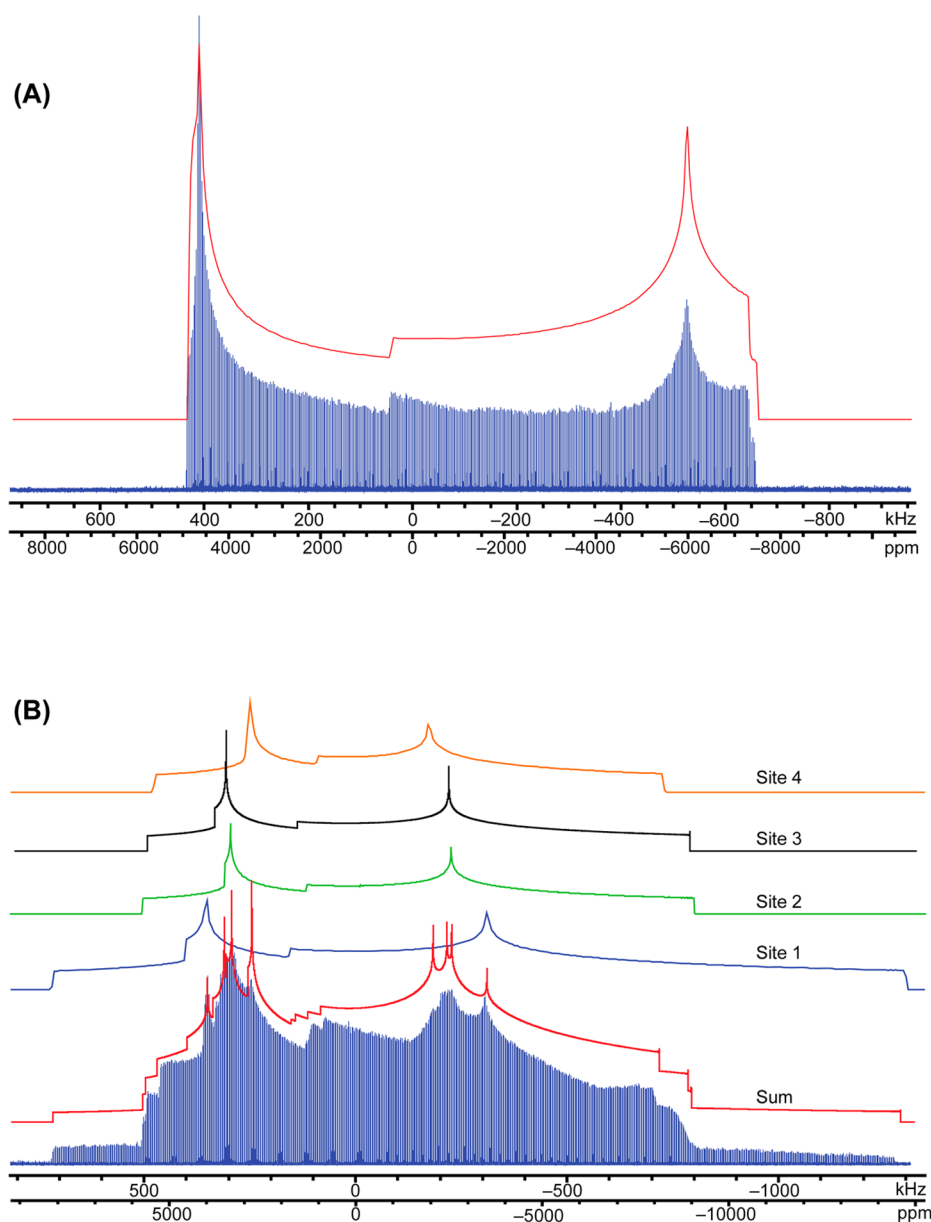 (A)
600 400 200 0 –200 –400 –600 –800 kHz
8000 6000 4000 2000 0 –2000 –4000 –6000 –8000 ppm
(B)
Site 4
Site 3
Site 2
Site 1
Sum
500 0 –500 –1000 kHz
5000 0 –5000 –10000 ppm